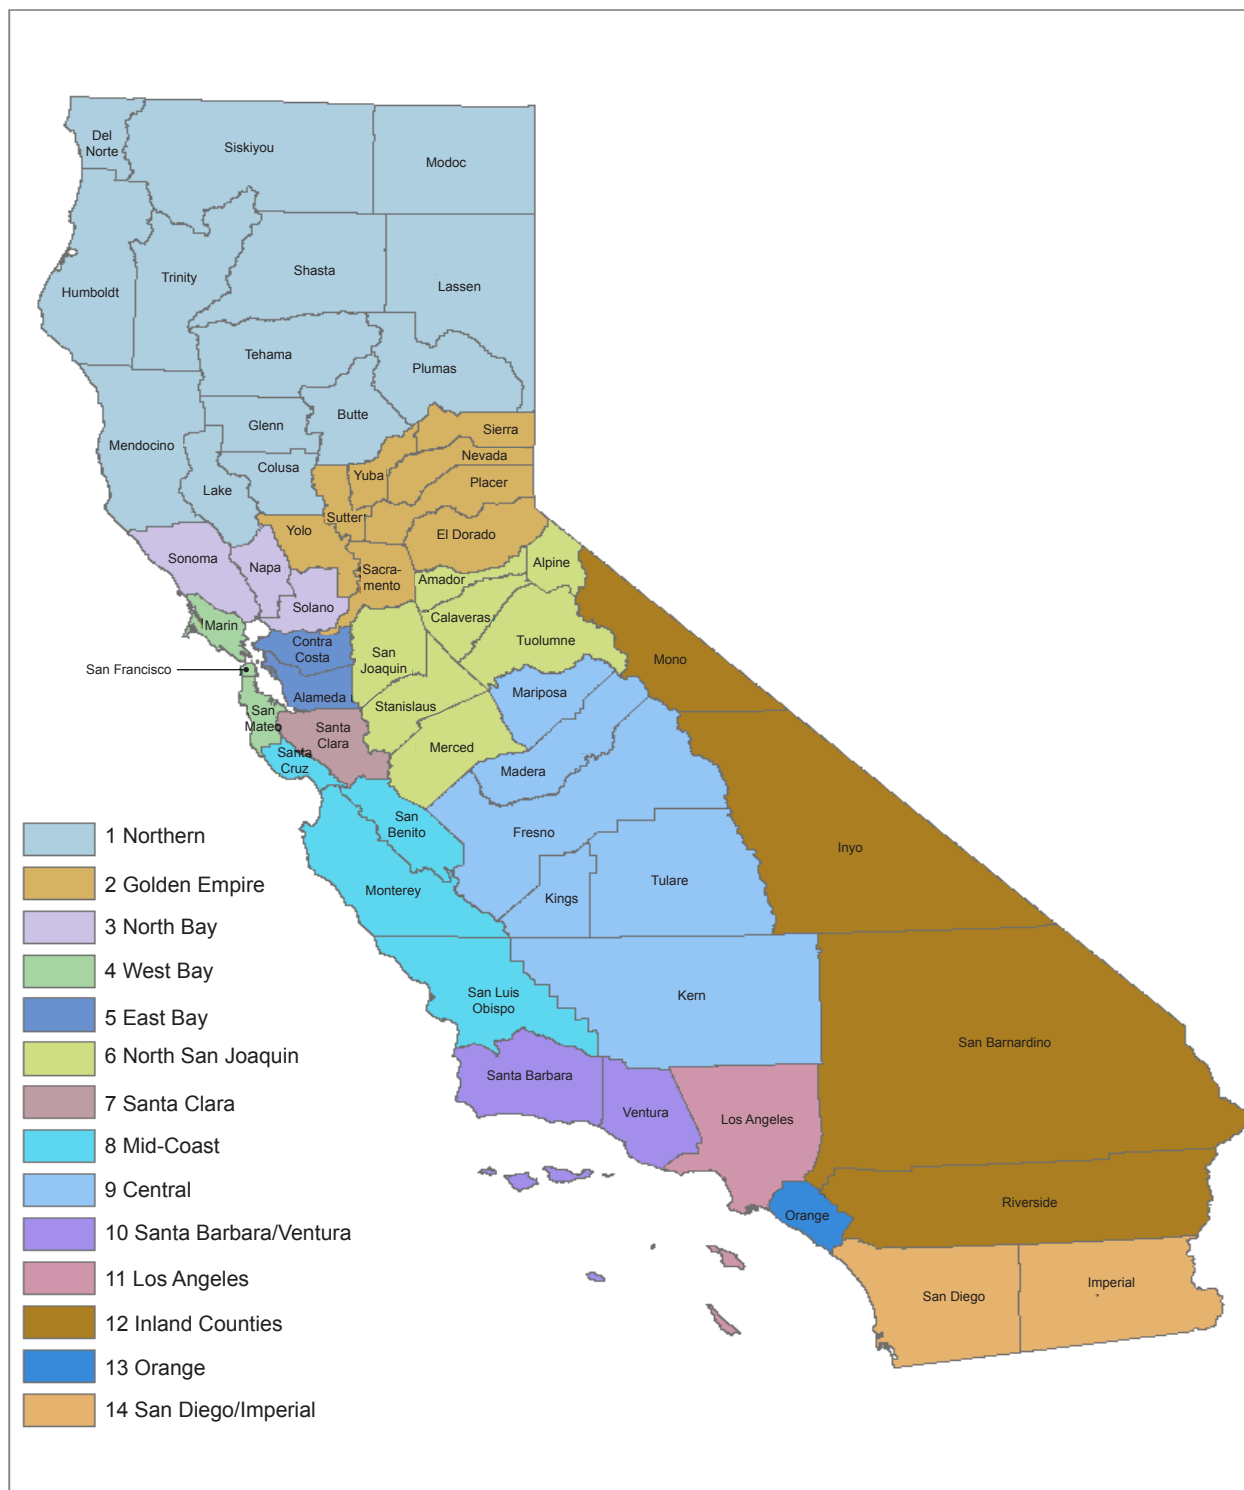 Del
Norte
Siskiyou
Modoc
Humboldt
Trinity
Shasta
Lassen
Tehama
Plumas
Mendocino
Glenn
Butte
Sierra
Nevada
Colusa
Yuba
Placer
Lake
Sutter
Yolo
El Dorado
Sonoma
Napa
Sacra-
mento
Alpine
Amador
Solano
Calaveras
Marin
Tuolumne
Contra
Costa
San
Joaquin
Mono
San Francisco
Mariposa
Alameda
Stanislaus
San
Mateo
Santa
Clara
Merced
Santa
Cruz
Madera
San
Benito
Fresno
Inyo
Monterey
Kings
Tulare
San Luis
Obispo
Kern
San Barnardino
Santa Barbara
Ventura
Los Angeles
Orange
Riverside
San Diego
Imperial
1 Northern
2 Golden Empire
3 North Bay
4 West Bay
5 East Bay
6 North San Joaquin
7 Santa Clara
8 Mid-Coast
9 Central
10 Santa Barbara/Ventura
11 Los Angeles
12 Inland Counties
13 Orange
14 San Diego/Imperial